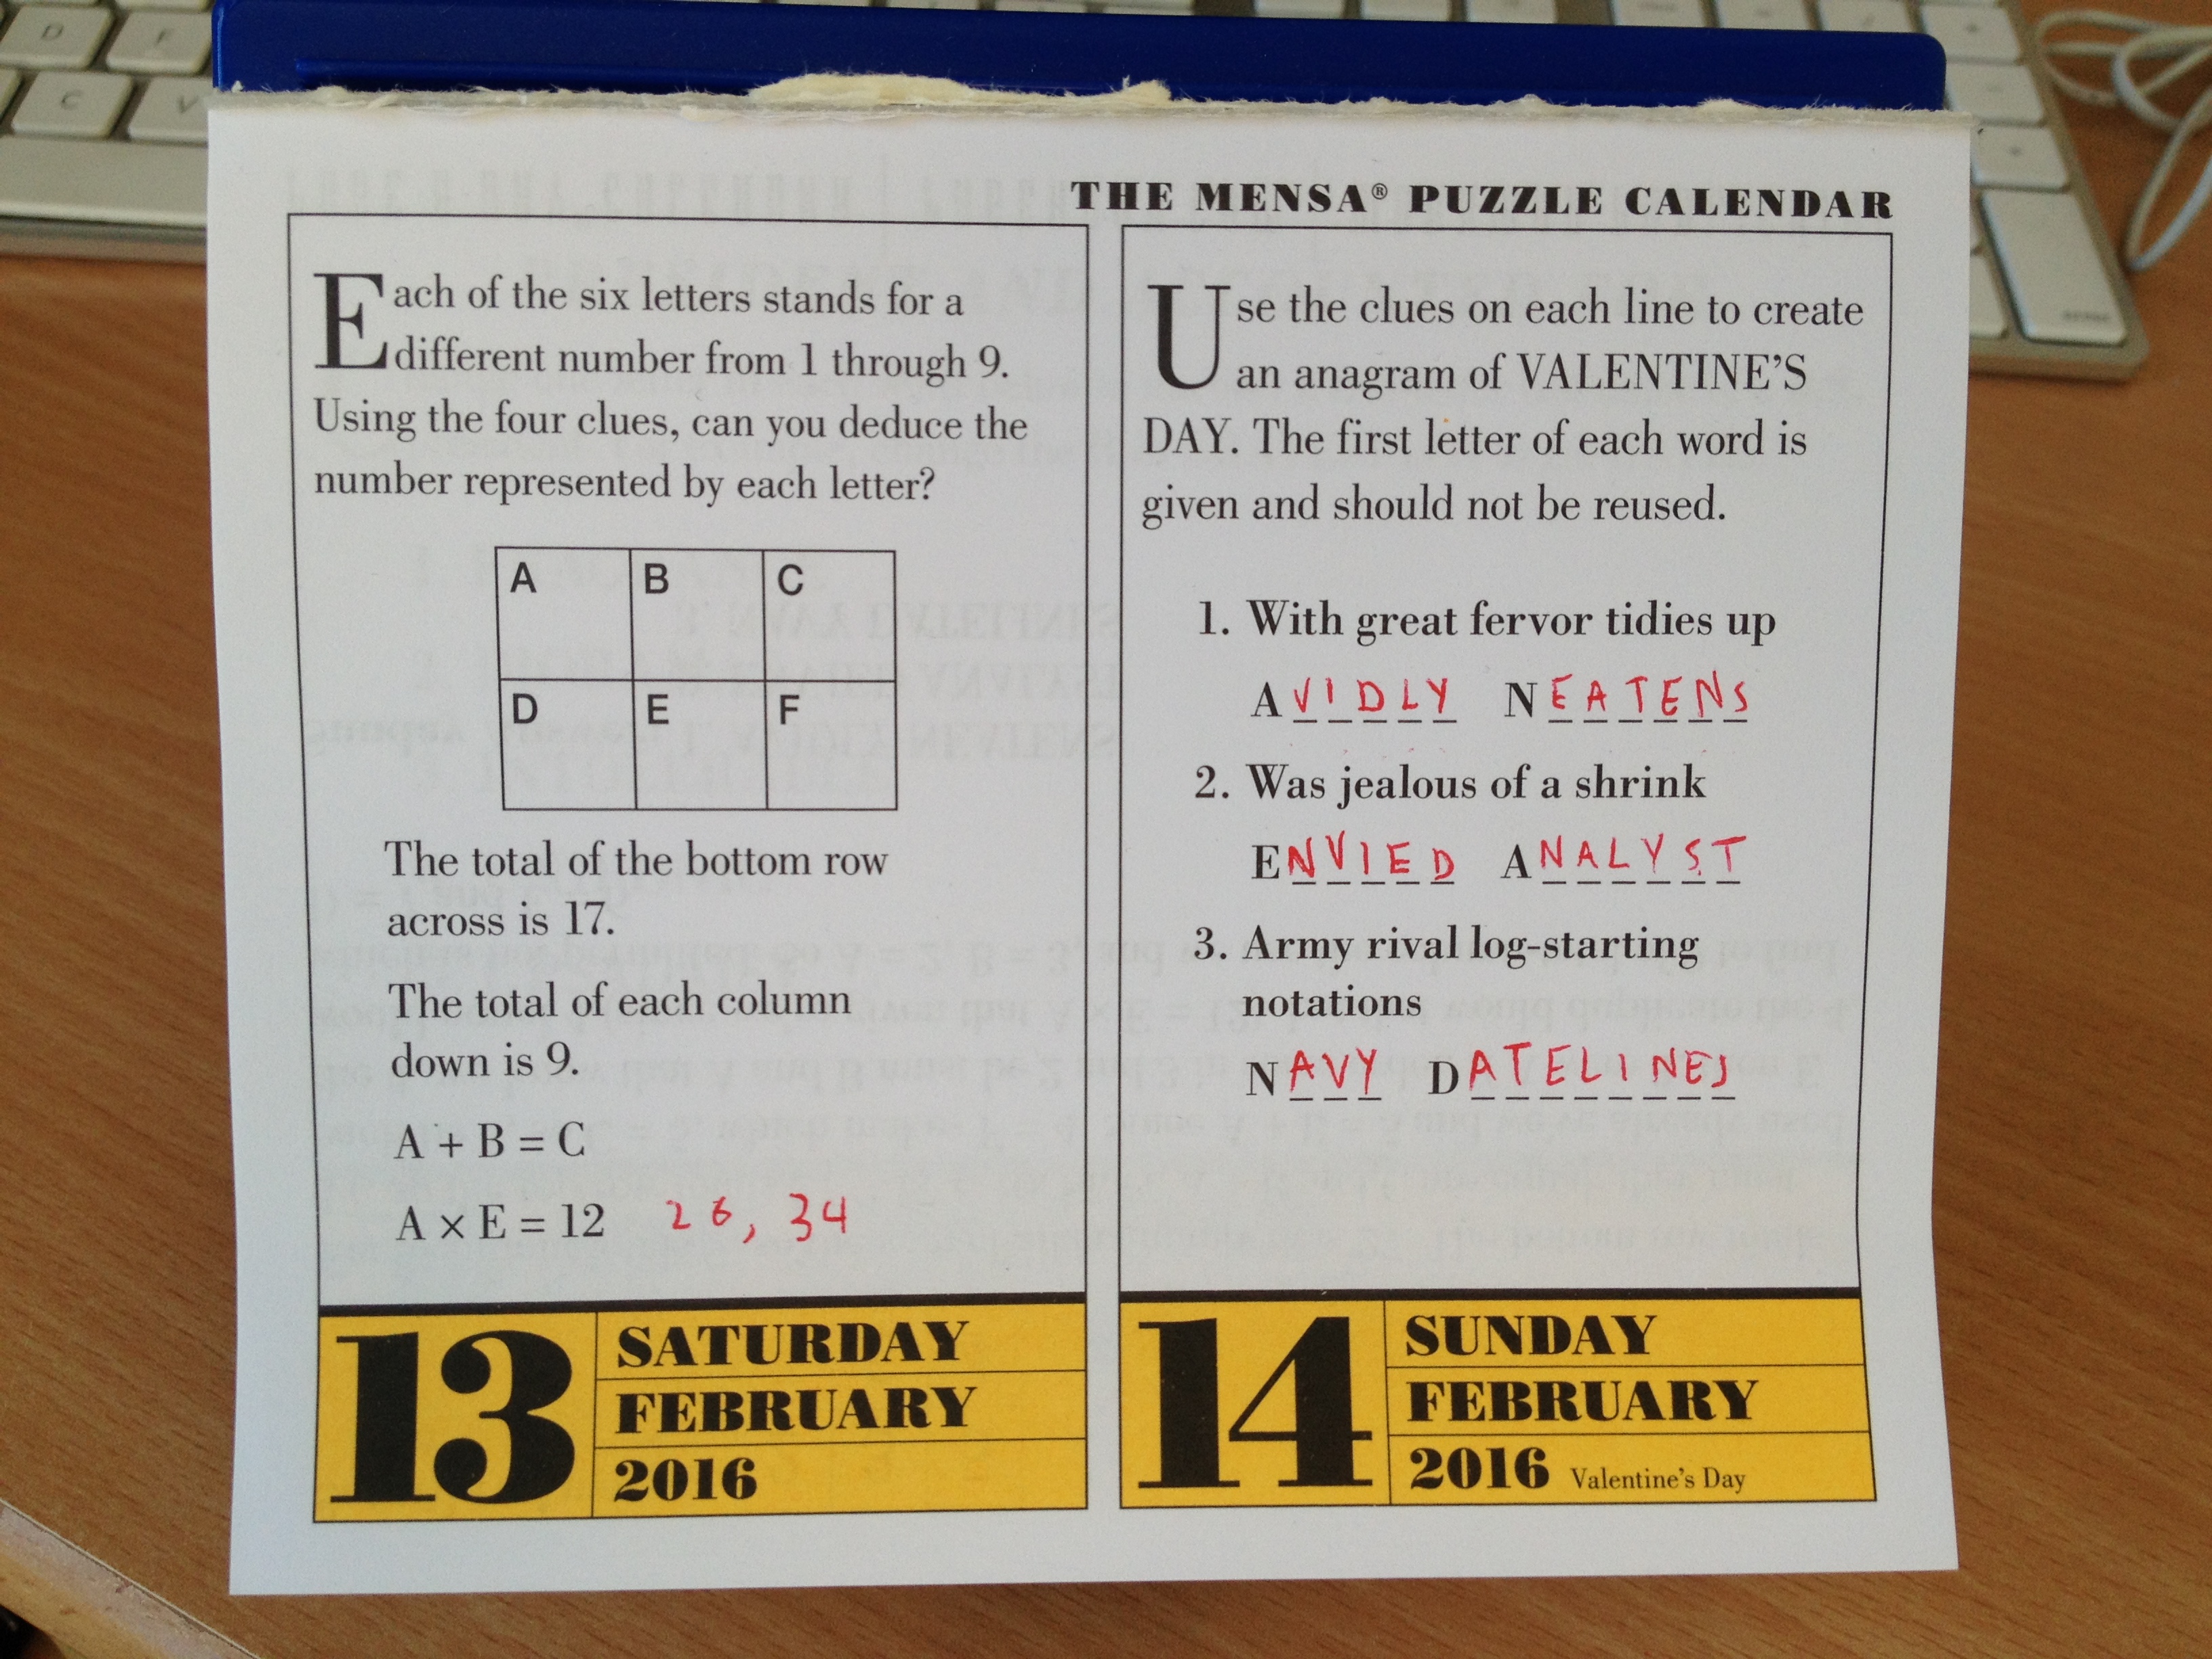 THE MENSA® PUZZLE CALENDAR
Each of the six letters stands for a
different number from 1 through 9.
Using the four clues, can you deduce the
number represented by each letter?
A B C
D E F
The total of the bottom row
across is 17.
The total of each column
down is 9.
A + B = C
A × E = 12 26, 34
13 SATURDAY
FEBRUARY
2016
Use the clues on each line to create
an anagram of VALENTINE'S
DAY. The first letter of each word is
given and should not be reused.
1. With great fervor tidies up
AVIDLY NEATENS
2. Was jealous of a shrink
ENVIED ANALYST
3. Army rival log-starting
notations
NAVY DATELINES
14 SUNDAY
FEBRUARY
2016 Valentine's Day
D F
C V